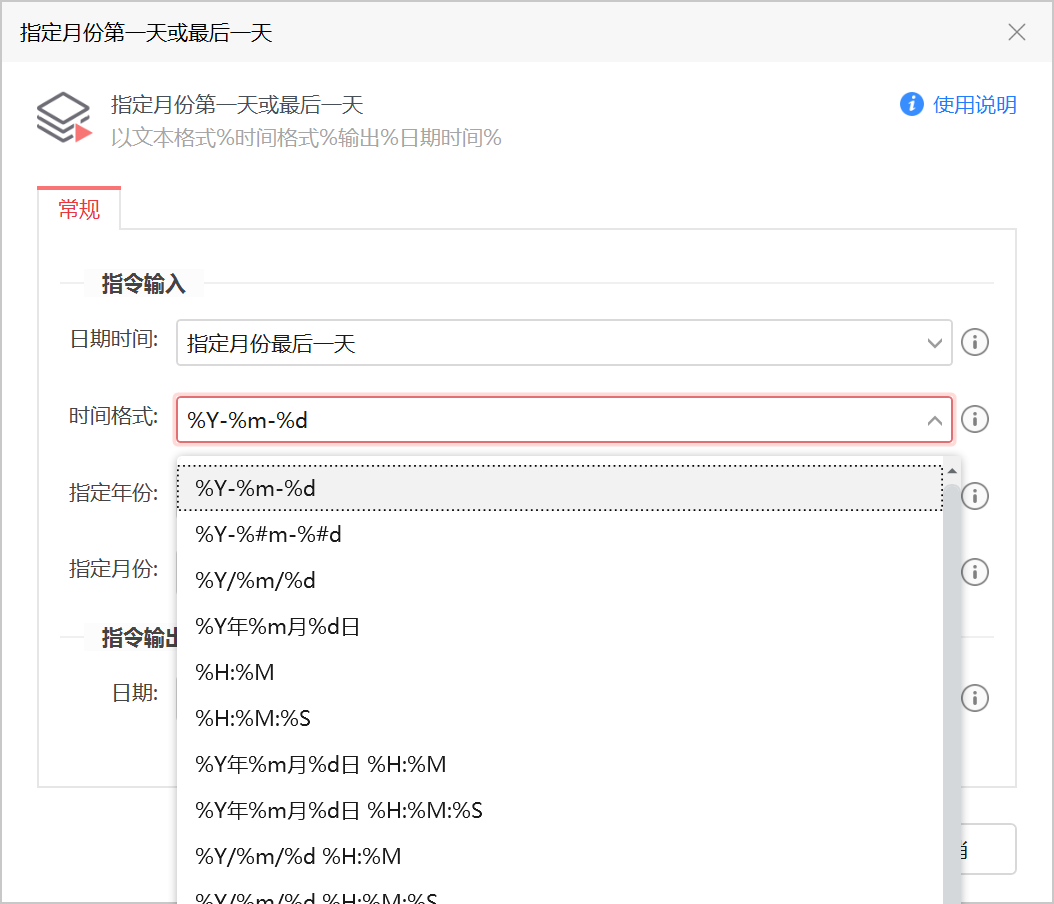 指定月份第一天或最后一天
指定月份第一天或最后一天
使用说明
以文本格式%时间格式%输出%日期时间%
常规
指令输入
日期时间: 指定月份最后一天
时间格式: %Y-%m-%d
指定年份:
%Y-%m-%d
%Y-%#m-%#d
指定月份:
%Y/%m/%d
%Y年%m月%d日
指令输出
%H:%M
日期:
%H:%M:%S
%Y年%m月%d日 %H:%M
%Y年%m月%d日 %H:%M:%S
%Y/%m/%d %H:%M
%Y/%m/%d %H:%M:%S